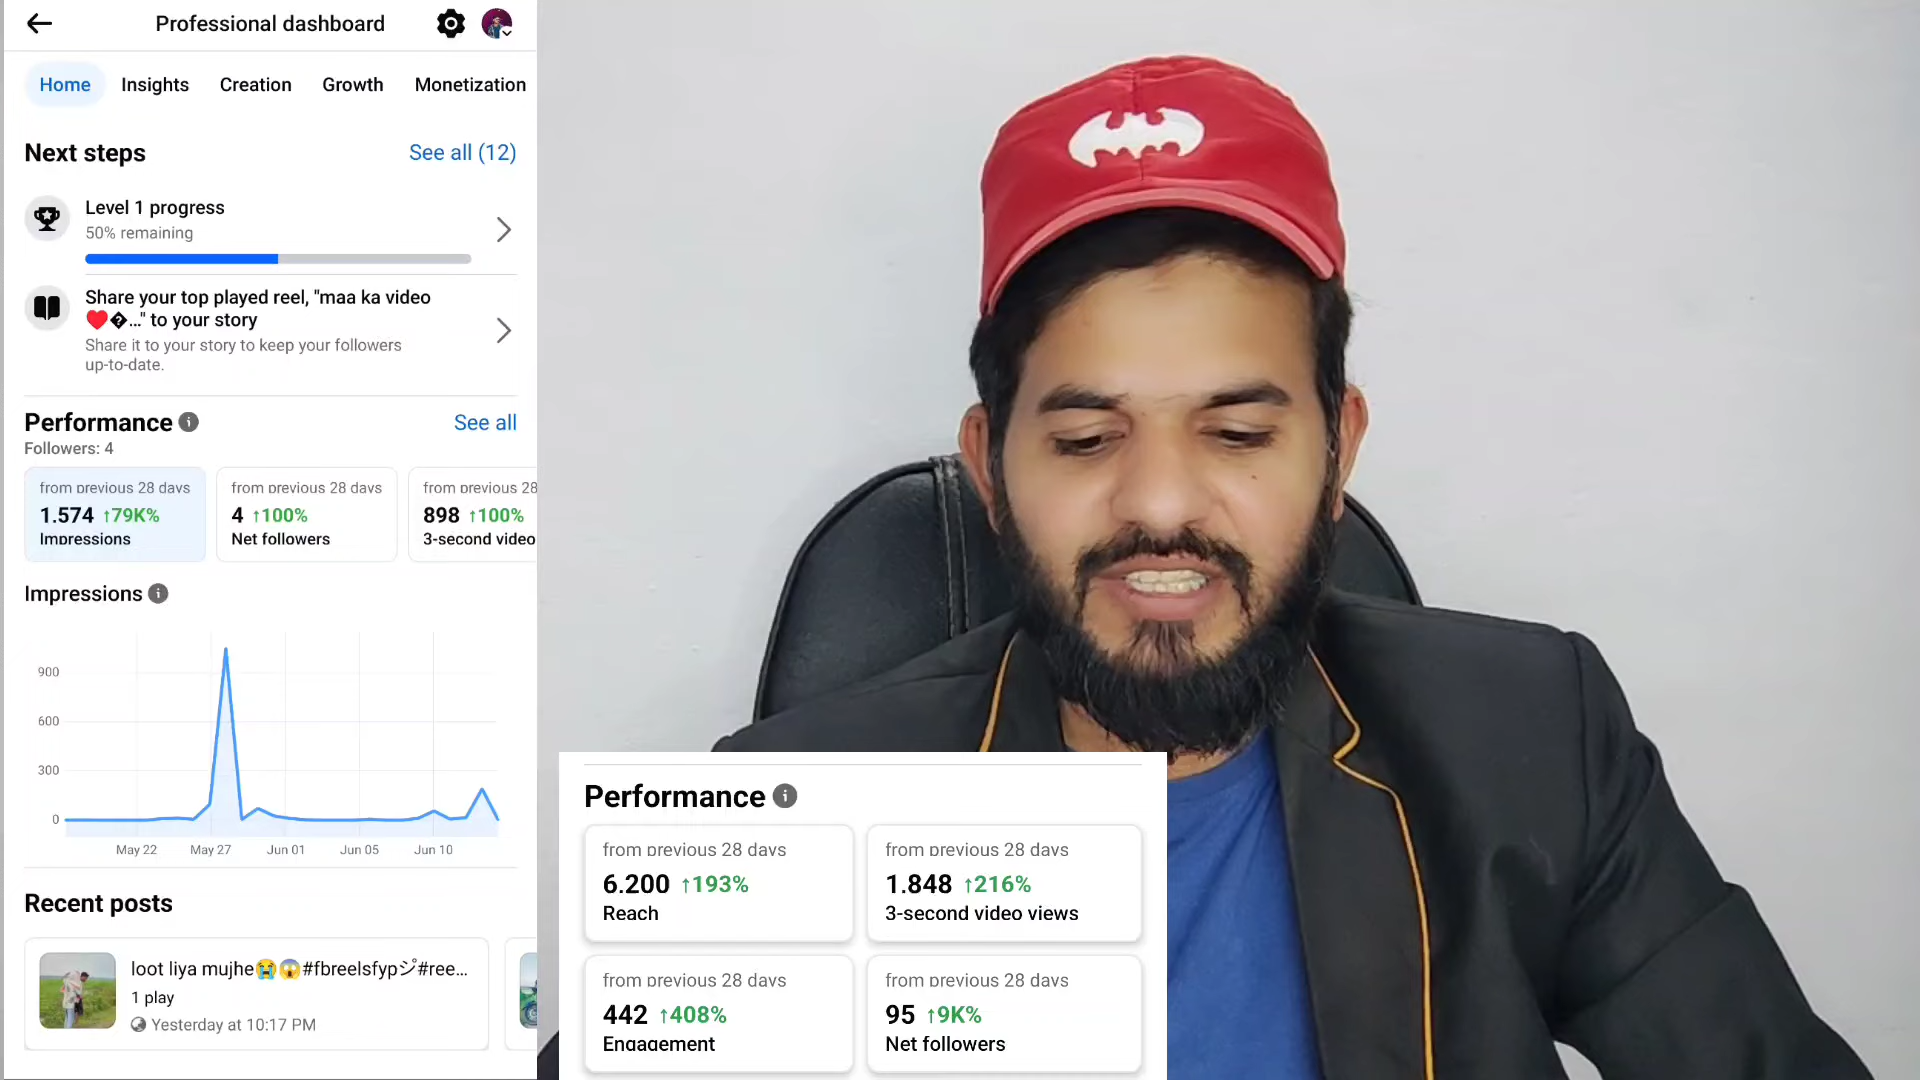 Professional dashboard
Home Insights Creation Growth Monetization
Next steps See all (12)
Level 1 progress
50% remaining
Share your top played reel, "maa ka video
❤️�..." to your story
Share it to your story to keep your followers
up-to-date.
Performance See all
Followers: 4
from previous 28 days from previous 28 days from previous 28
1.574 ↑79K% 4 ↑100% 898 ↑100%
Impressions Net followers 3-second video
Impressions
900
600
300
0
May 22 May 27 Jun 01 Jun 05 Jun 10
Recent posts
loot liya mujhe😭😱#fbreelsfypシ#ree...
1 play
Yesterday at 10:17 PM
Performance
from previous 28 days from previous 28 days
6.200 ↑193% 1.848 ↑216%
Reach 3-second video views
from previous 28 days from previous 28 days
442 ↑408% 95 ↑9K%
Engagement Net followers